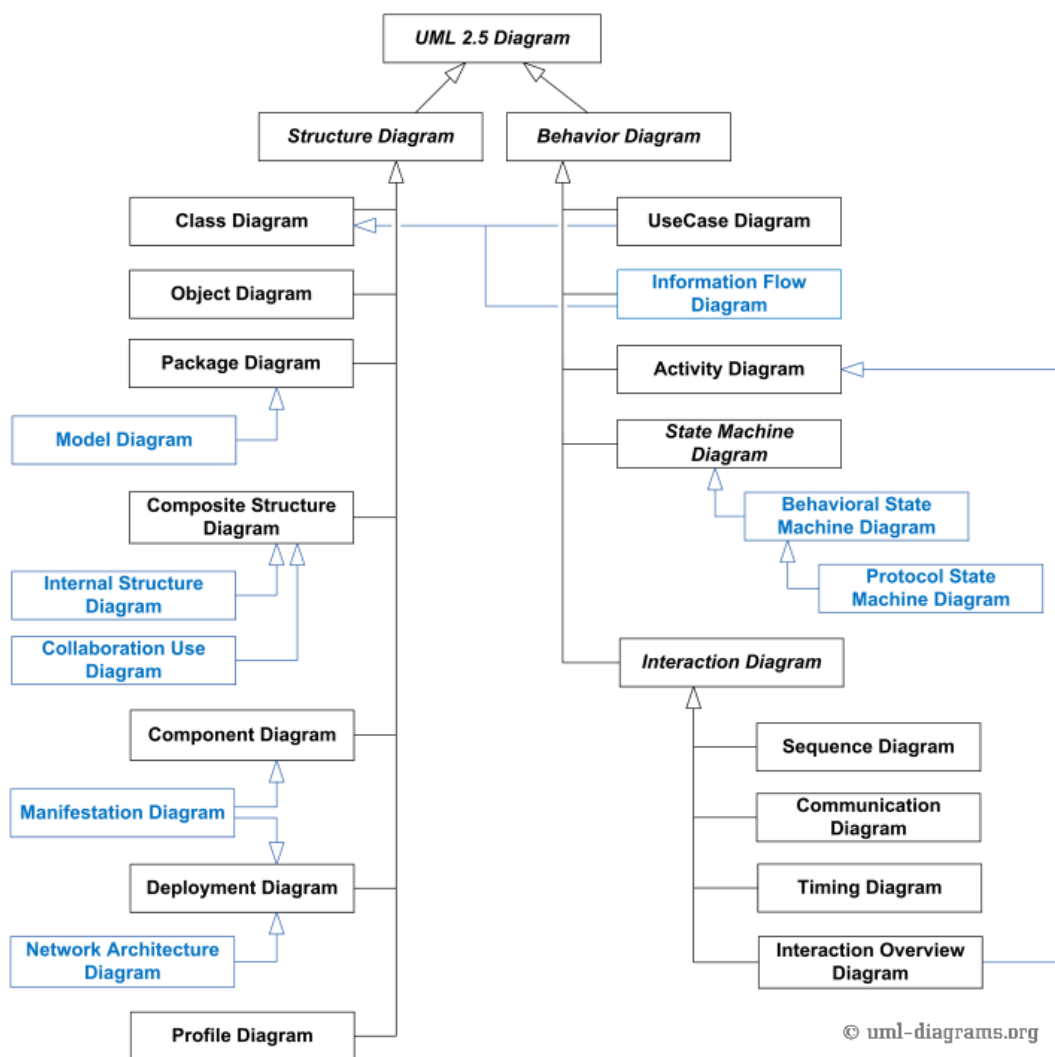 UML 2.5 Diagram
Structure Diagram
Behavior Diagram
Class Diagram
UseCase Diagram
Object Diagram
Information Flow
Diagram
Package Diagram
Activity Diagram
Model Diagram
State Machine
Diagram
Composite Structure
Diagram
Behavioral State
Machine Diagram
Internal Structure
Diagram
Protocol State
Machine Diagram
Collaboration Use
Diagram
Interaction Diagram
Component Diagram
Sequence Diagram
Manifestation Diagram
Communication
Diagram
Deployment Diagram
Timing Diagram
Network Architecture
Diagram
Interaction Overview
Diagram
Profile Diagram
© uml-diagrams.org